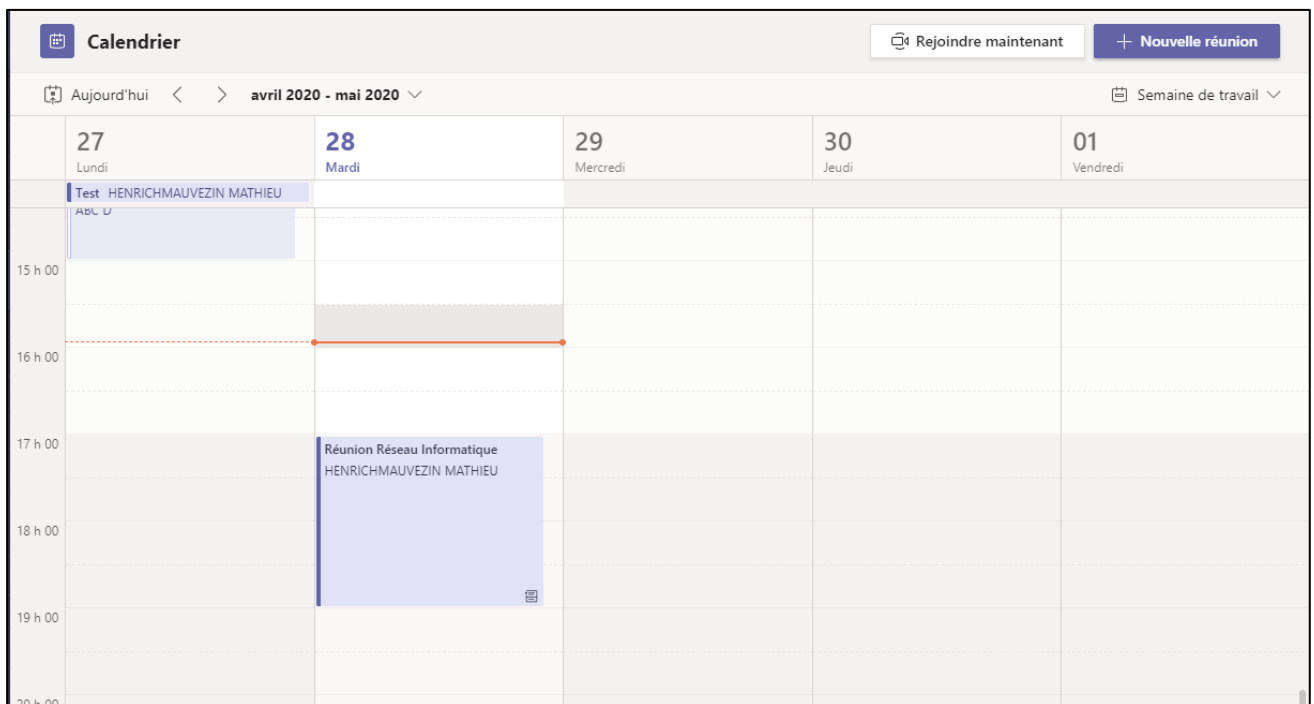 Calendrier
Rejoindre maintenant
Nouvelle réunion
Aujourd'hui
avril 2020 - mai 2020
Semaine de travail
27
Lundi
28
Mardi
29
Mercredi
30
Jeudi
01
Vendredi
Test HENRICHMAUVEZIN MATHIEU
ABC D
15 h 00
16 h 00
17 h 00
Réunion Réseau Informatique
HENRICHMAUVEZIN MATHIEU
18 h 00
19 h 00
20 h 00